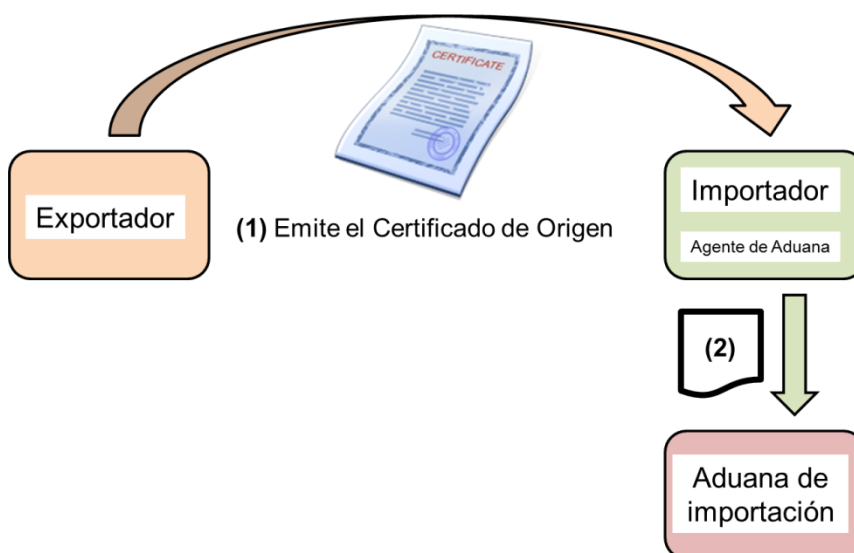 CERTIFICATE
Exportador
(1) Emite el Certificado de Origen
Importador
Agente de Aduana
(2)
Aduana de
importación